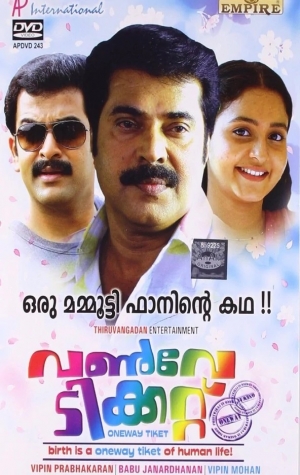 AP International
DVD
VIDEO
APDVD 243
EMPIRE
ഒരു മമ്മൂട്ടി ഫാനിന്റെ കഥ !!
THIRUVANGADAN ENTERTAINMENT
വൺവേ
ടിക്കറ്റ്
ONEWAY TIKET
birth is a oneway tiket of human life!
VIPIN PRABHAKARAN | BABU JANARDHANAN | VIPIN MOHAN